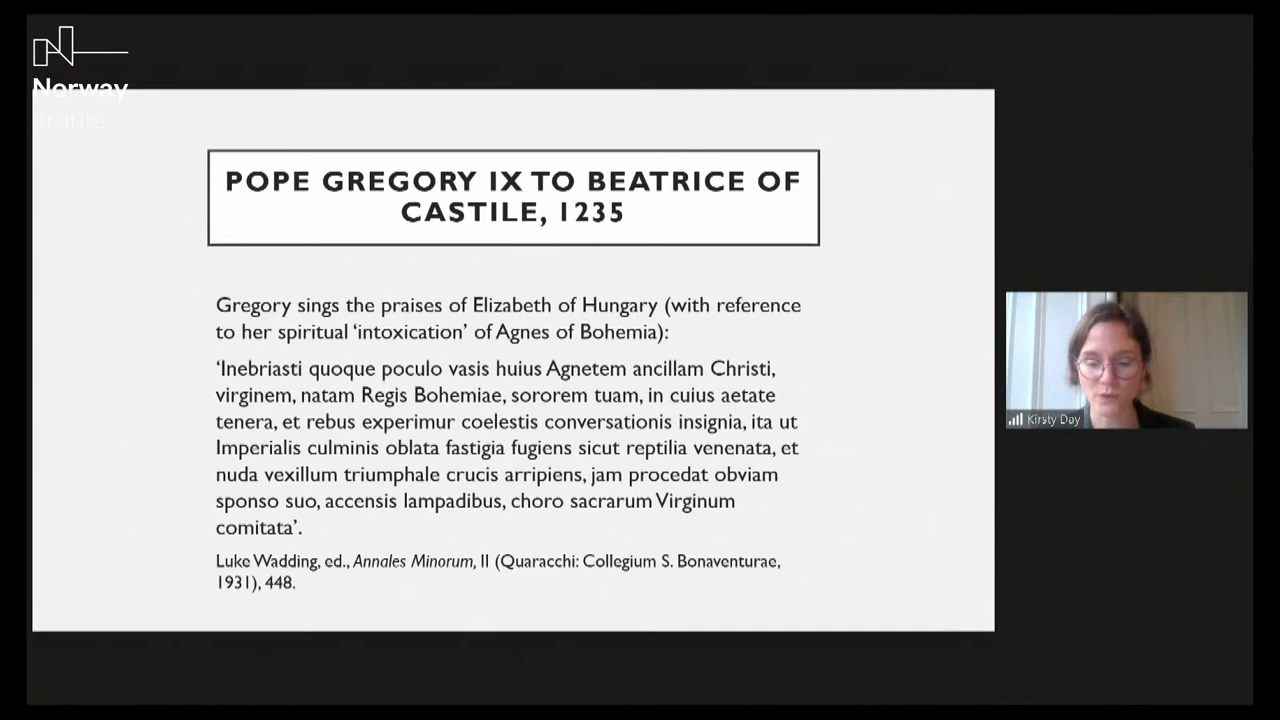 Norway
grants
POPE GREGORY IX TO BEATRICE OF
CASTILE, 1235
Gregory sings the praises of Elizabeth of Hungary (with reference
to her spiritual ‘intoxication’ of Agnes of Bohemia):
‘Inebriasti quoque poculo vasis huius Agnetem ancillam Christi,
virginem, natam Regis Bohemiae, sororem tuam, in cuius aetate
tenera, et rebus experimur coelestis conversationis insignia, ita ut
Imperialis culminis oblata fastigia fugiens sicut reptilia venenata, et
nuda vexillum triumphale crucis arripiens, jam procedat obviam
sponso suo, accensis lampadibus, choro sacrarum Virginum
comitata’.
Luke Wadding, ed., Annales Minorum, II (Quaracchi: Collegium S. Bonaventurae,
1931), 448.
Kirsty Day